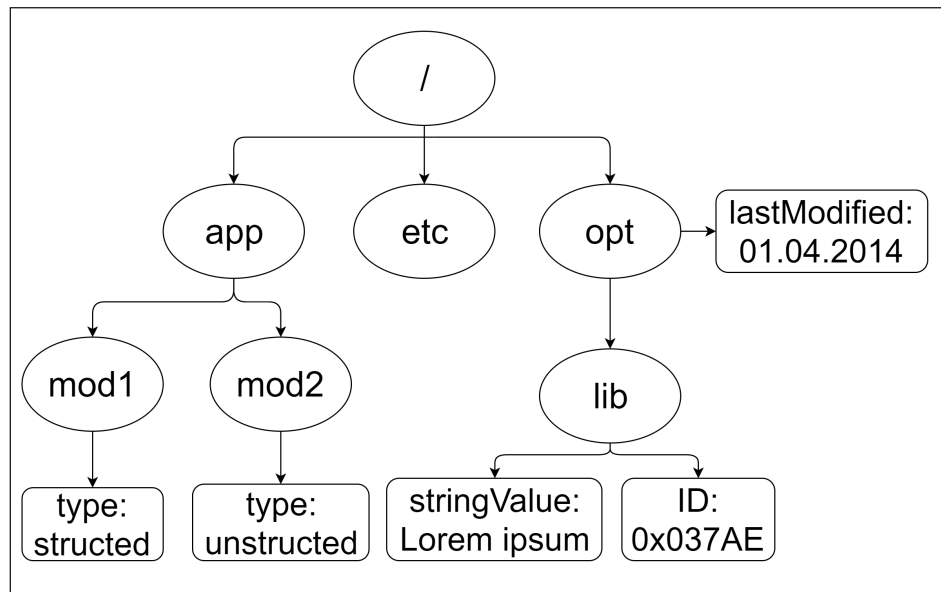 /
app
etc
opt
lastModified:
01.04.2014
mod1
mod2
lib
type:
structed
type:
unstructed
stringValue:
Lorem ipsum
ID:
0x037AE